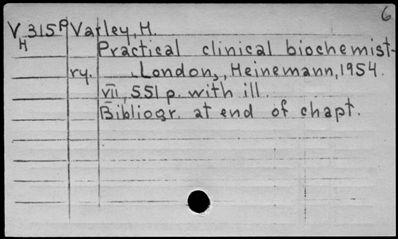 6
V 315P Varley, H.
H Practical clinical biochemist-
ry. London, Heinemann, 1954.
VII, 551 p. with ill.
Bibliogr. at end of chapt.